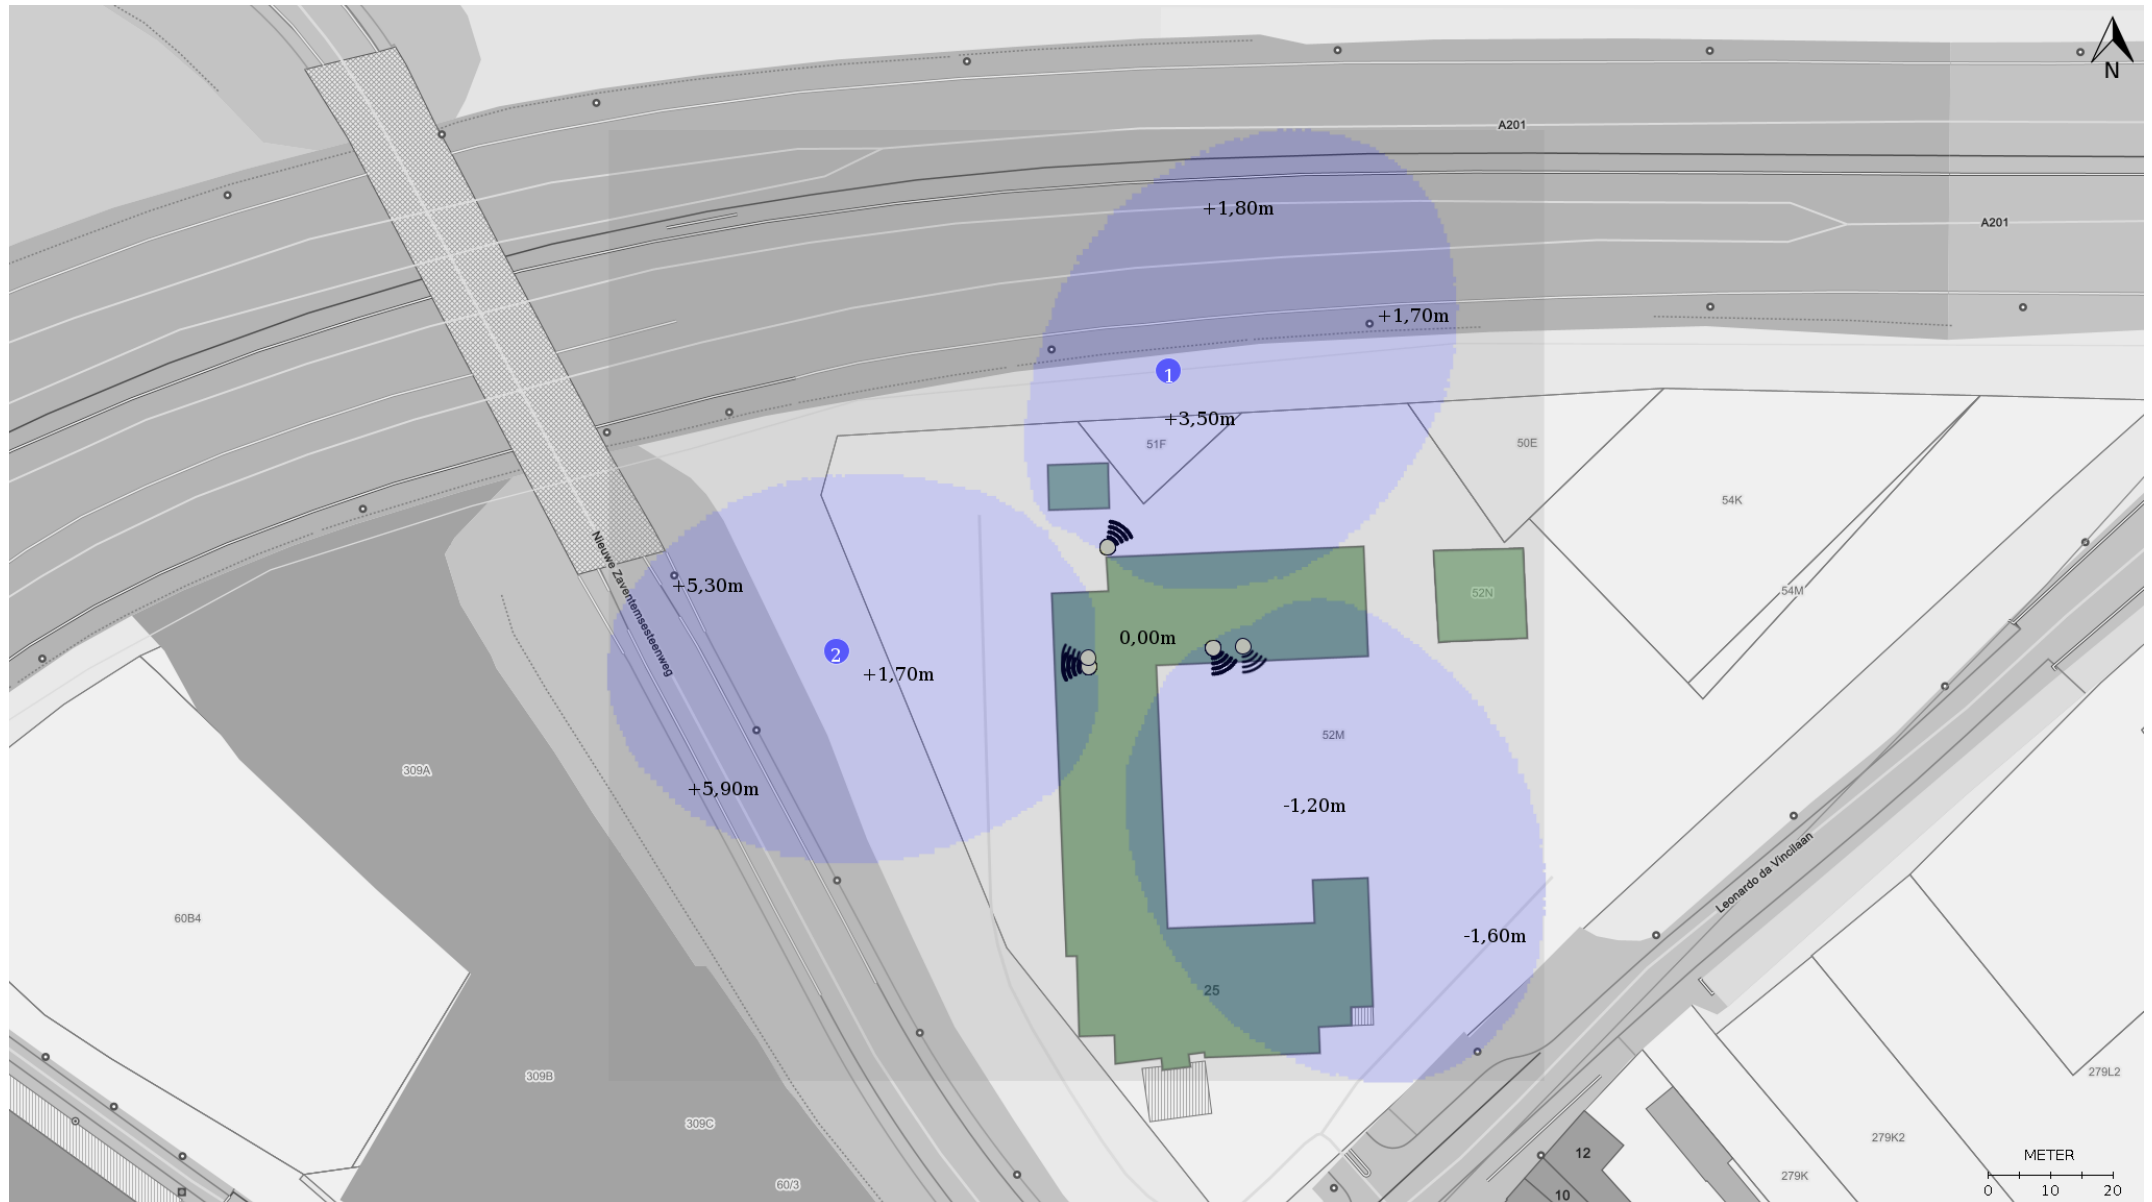 N
A201
+1,80m
A201
+1,70m
1
+3,50m
51F
50E
54K
Nieuwe Zaventemsesteenweg
+5,30m
52N
54M
0,00m
2
+1,70m
52M
309A
+5,90m
-1,20m
Leonardo da Vincilaan
60B4
-1,60m
25
309B
279L2
309C
279K2
12
METER
279K
60/3
10
0 10 20